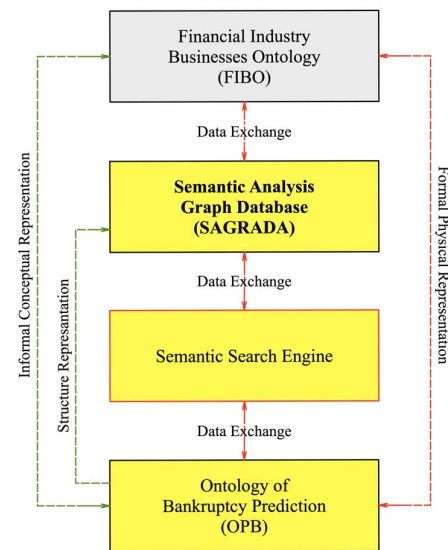 Financial Industry
Businesses Ontology
(FIBO)
Data Exchange
Semantic Analysis
Graph Database
(SAGRADA)
Data Exchange
Semantic Search Engine
Data Exchange
Ontology of
Bankruptcy Prediction
(OPB)
Informal Conceptual Representation
Structure Represantation
Formal Physical Representation